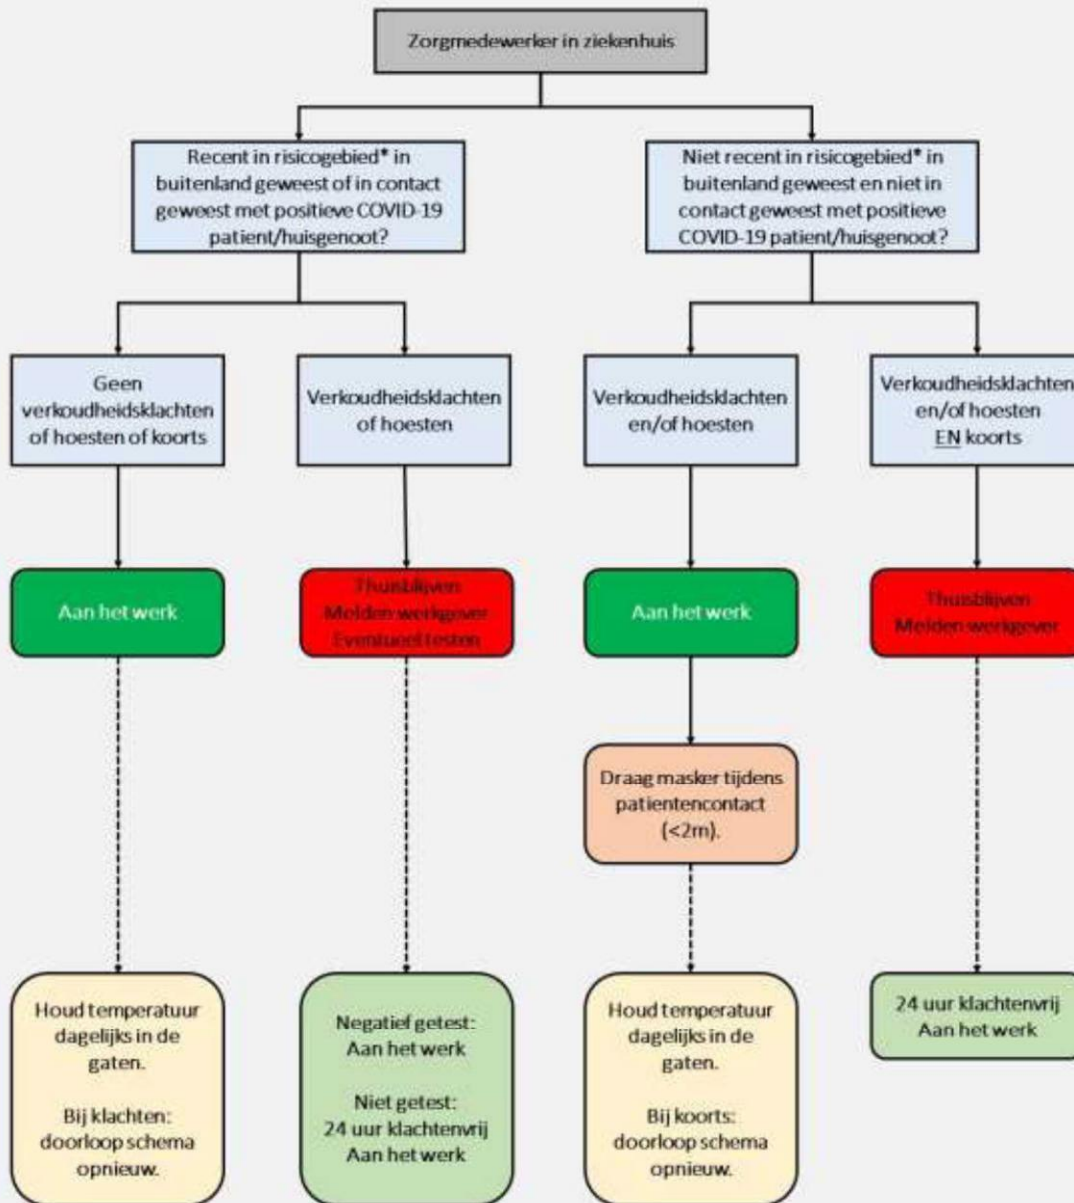 Zorgmedewerker in ziekenhuis
Recent in risicogebied* in
buitenland geweest of in contact
geweest met positieve COVID-19
patient/huisgenoot?
Niet recent in risicogebied* in
buitenland geweest en niet in
contact geweest met positieve
COVID-19 patient/huisgenoot?
Geen
verkoudheidsklachten
of hoesten of koorts
Verkoudheidsklachten
of hoesten
Verkoudheidsklachten
en/of hoesten
Verkoudheidsklachten
en/of hoesten
EN koorts
Aan het werk
Thuisblijven
Melden werkgever
Eventueel testen
Aan het werk
Thuisblijven
Melden werkgever
Draag masker tijdens
patientencontact
(<2m).
Houd temperatuur
dagelijks in de
gaten.
Bij klachten:
doorloop schema
opnieuw.
Negatief getest:
Aan het werk
Niet getest:
24 uur klachtenvrij
Aan het werk
Houd temperatuur
dagelijks in de
gaten.
Bij koorts:
doorloop schema
opnieuw.
24 uur klachtenvrij
Aan het werk